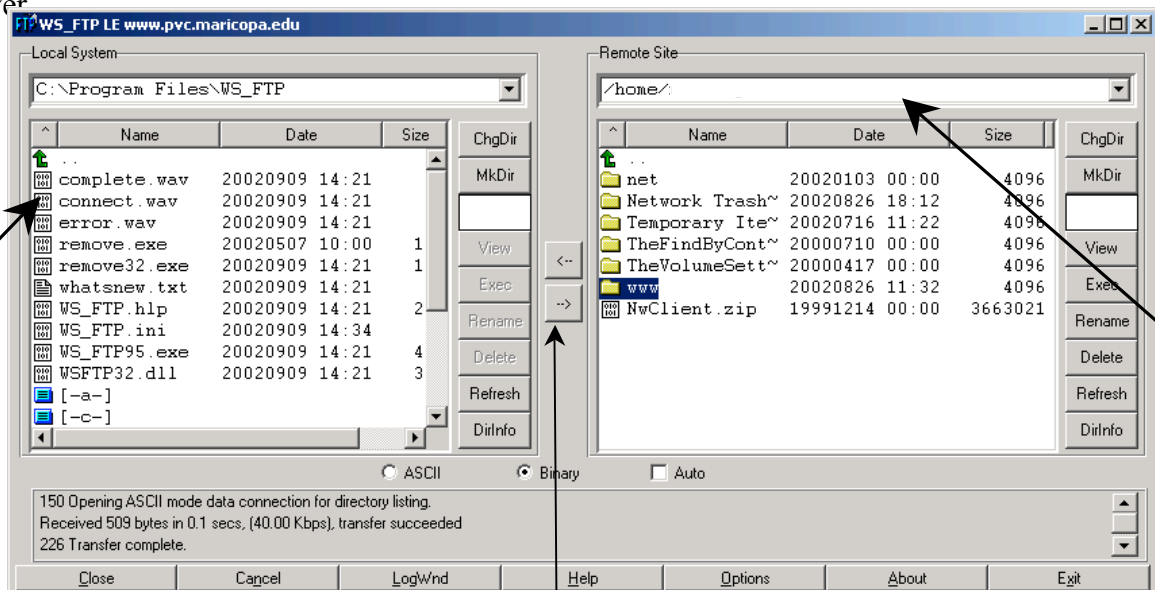 WS_FTP LE www.pvc.maricopa.edu
Local System
C:\Program Files\WS_FTP
^ Name Date Size
..
complete.wav 20020909 14:21
connect.wav 20020909 14:21
error.wav 20020909 14:21
remove.exe 20020507 10:00 1
remove32.exe 20020909 14:21 1
whatsnew.txt 20020909 14:21
WS_FTP.hlp 20020909 14:21 2
WS_FTP.ini 20020909 14:34
WS_FTP95.exe 20020909 14:21 4
WSFTP32.dll 20020909 14:21 3
[-a-]
[-c-]
ChgDir
MkDir
View
Exec
Rename
Delete
Refresh
DirInfo
<--
-->
Remote Site
/home/
^ Name Date Size
..
net 20020103 00:00 4096
Network Trash~ 20020826 18:12 4096
Temporary Ite~ 20020716 11:22 4096
TheFindByCont~ 20000710 00:00 4096
TheVolumeSett~ 20000417 00:00 4096
www 20020826 11:32 4096
NwClient.zip 19991214 00:00 3663021
ChgDir
MkDir
View
Exec
Rename
Delete
Refresh
DirInfo
ASCII Binary Auto
150 Opening ASCII mode data connection for directory listing.
Received 509 bytes in 0.1 secs, (40.00 Kbps), transfer succeeded
226 Transfer complete.
Close Cancel LogWnd Help Options About Exit